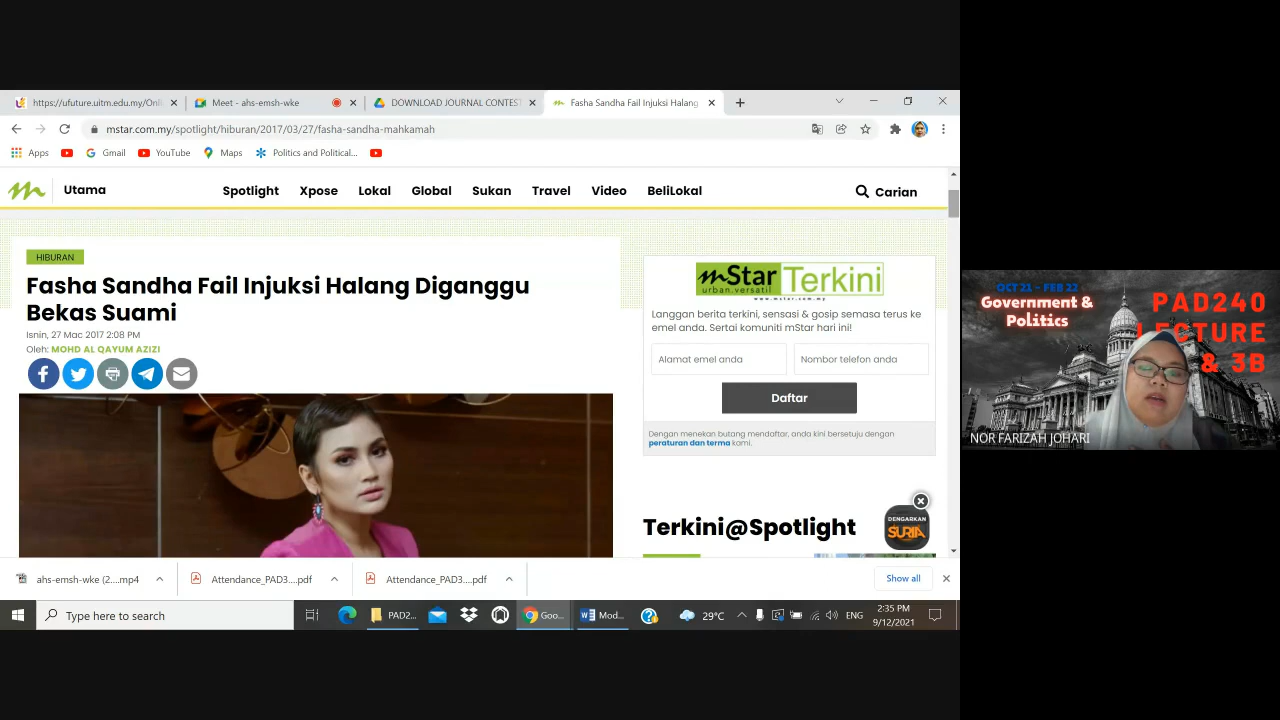 https://ufuture.uitm.edu.my/Onl
Meet - ahs-emsh-wke
DOWNLOAD JOURNAL CONTEST
Fasha Sandha Fail Injuksi Halang
mstar.com.my/spotlight/hiburan/2017/03/27/fasha-sandha-mahkamah
Apps
Gmail
YouTube
Maps
Politics and Political...
Utama
Spotlight
Xpose
Lokal
Global
Sukan
Travel
Video
BeliLokal
Carian
HIBURAN
Fasha Sandha Fail Injuksi Halang Diganggu
Bekas Suami
Isnin, 27 Mac 2017 2:08 PM
Oleh: MOHD AL QAYUM AZIZI
mStar Terkini
urban.versatil
www.mstar.com.my
Langgan berita terkini, sensasi & gosip semasa terus ke
emel anda. Sertai komuniti mStar hari ini!
Alamat emel anda
Nombor telefon anda
Daftar
Dengan menekan butang mendaftar, anda kini bersetuju dengan
peraturan dan terma kami.
Terkini@Spotlight
DENGARKAN
SURIA
ahs-emsh-wke (2....mp4
Attendance_PAD3....pdf
Attendance_PAD3....pdf
Show all
Type here to search
PAD2...
Goo...
Mod...
29°C
ENG
2:35 PM
9/12/2021
OCT 21 - FEB 22
Government &
Politics
PAD240
LECTURE
& 3B
NOR FARIZAH JOHARI